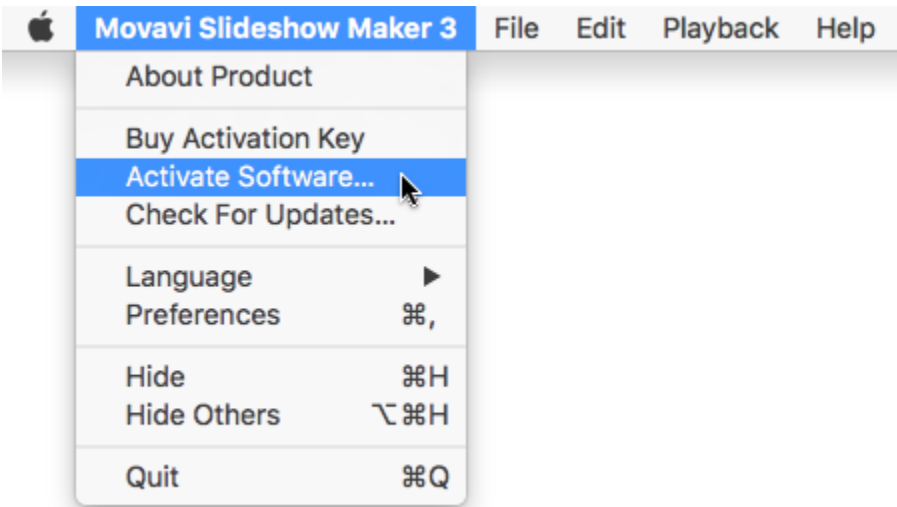 Movavi Slideshow Maker 3 File Edit Playback Help
About Product
Buy Activation Key
Activate Software...
Check For Updates...
Language ▶
Preferences ⌘,
Hide ⌘H
Hide Others ⌥⌘H
Quit ⌘Q